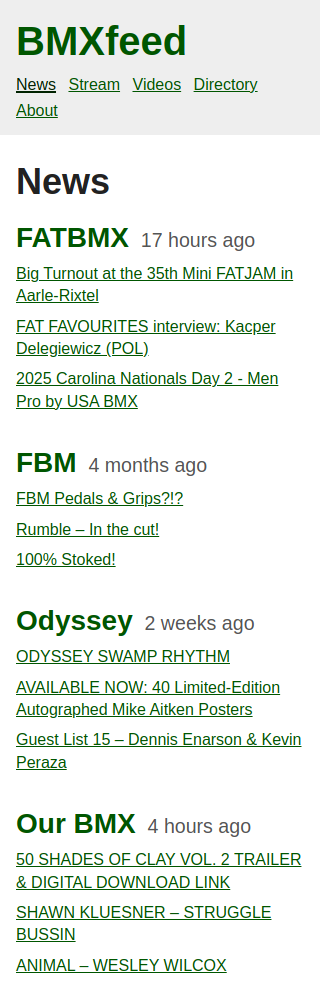 BMXfeed
News Stream Videos Directory
About
News
FATBMX 17 hours ago
Big Turnout at the 35th Mini FATJAM in
Aarle-Rixtel
FAT FAVOURITES interview: Kacper
Delegiewicz (POL)
2025 Carolina Nationals Day 2 - Men
Pro by USA BMX
FBM 4 months ago
FBM Pedals & Grips?!?
Rumble – In the cut!
100% Stoked!
Odyssey 2 weeks ago
ODYSSEY SWAMP RHYTHM
AVAILABLE NOW: 40 Limited-Edition
Autographed Mike Aitken Posters
Guest List 15 – Dennis Enarson & Kevin
Peraza
Our BMX 4 hours ago
50 SHADES OF CLAY VOL. 2 TRAILER
& DIGITAL DOWNLOAD LINK
SHAWN KLUESNER – STRUGGLE
BUSSIN
ANIMAL – WESLEY WILCOX